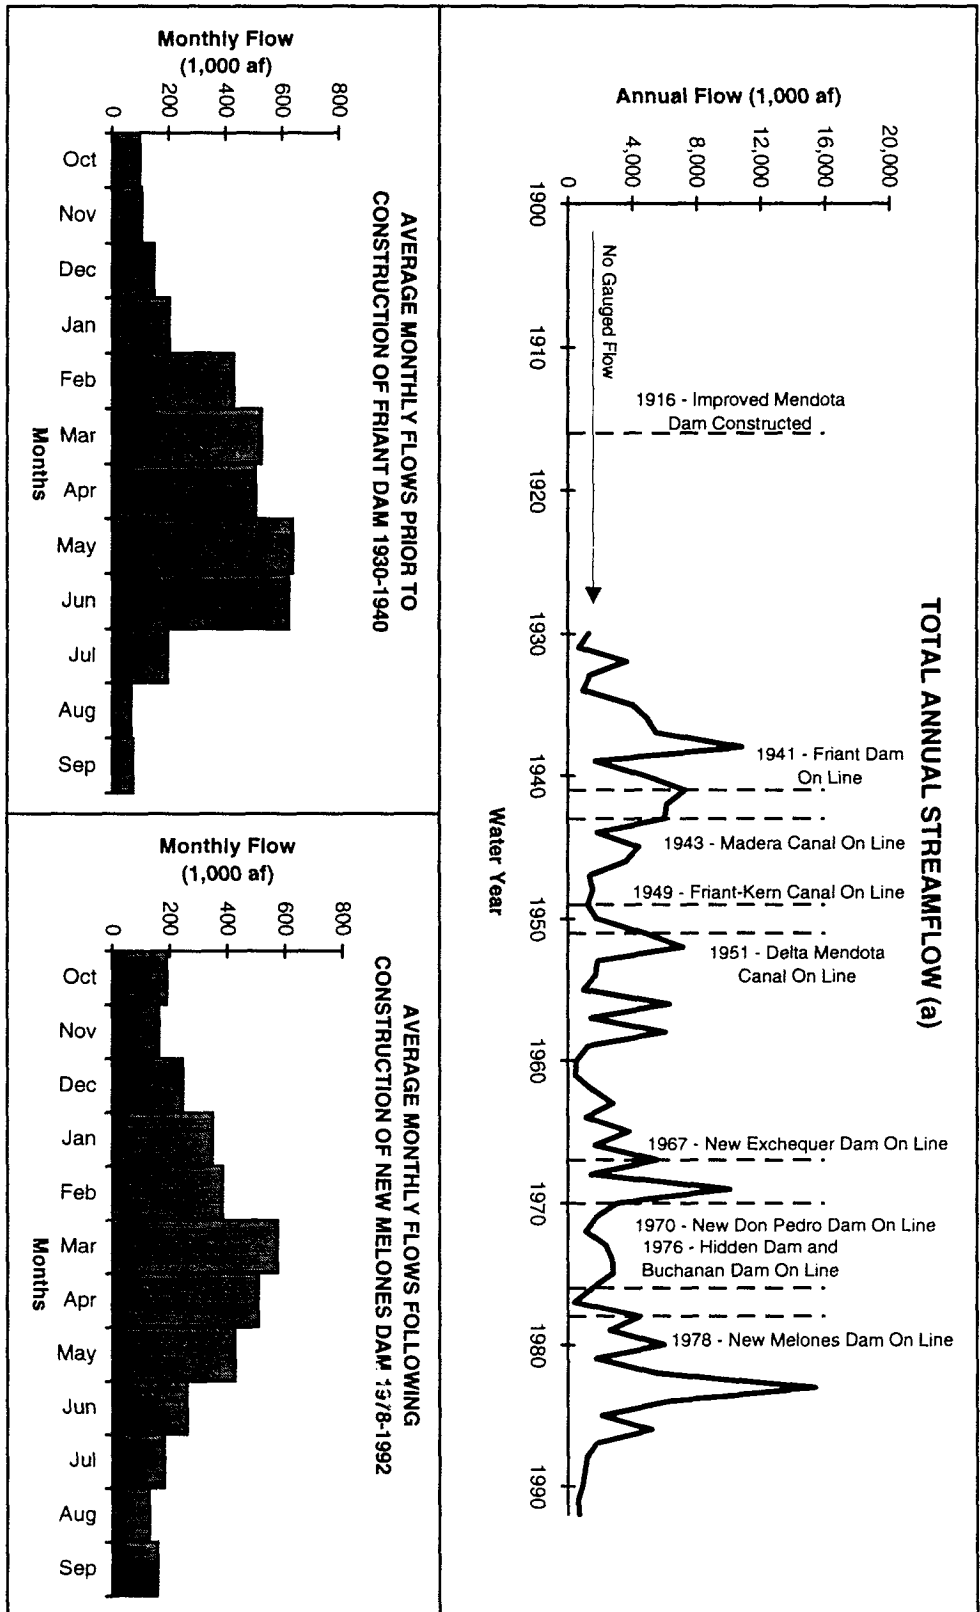 TOTAL ANNUAL STREAMFLOW (a)
Annual Flow (1,000 af)
20,000
16,000
12,000
8,000
4,000
0
No Gauged Flow
1916 - Improved Mendota
Dam Constructed
1941 - Friant Dam
On Line
1943 - Madera Canal On Line
1949 - Friant-Kern Canal On Line
1951 - Delta Mendota
Canal On Line
1967 - New Exchequer Dam On Line
1970 - New Don Pedro Dam On Line
1976 - Hidden Dam and
Buchanan Dam On Line
1978 - New Melones Dam On Line
1900
1910
1920
1930
1940
1950
1960
1970
1980
1990
Water Year
AVERAGE MONTHLY FLOWS PRIOR TO
CONSTRUCTION OF FRIANT DAM 1930-1940
Monthly Flow
(1,000 af)
800
600
400
200
0
Oct
Nov
Dec
Jan
Feb
Mar
Apr
May
Jun
Jul
Aug
Sep
Months
AVERAGE MONTHLY FLOWS FOLLOWING
CONSTRUCTION OF NEW MELONES DAM 1978-1992
Monthly Flow
(1,000 af)
800
600
400
200
0
Oct
Nov
Dec
Jan
Feb
Mar
Apr
May
Jun
Jul
Aug
Sep
Months